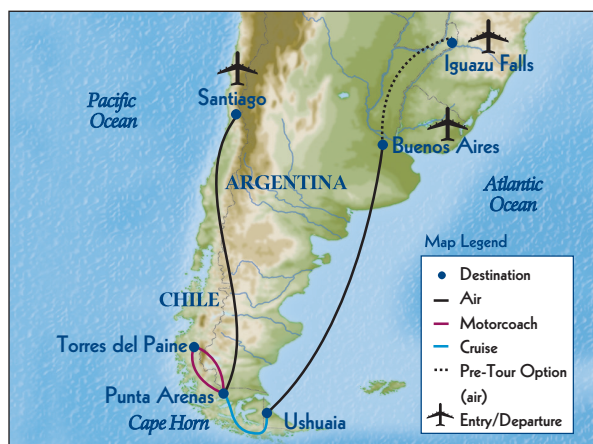 Iguazu Falls
Pacific
Ocean
Santiago
Buenos Aires
ARGENTINA
Atlantic
Ocean
CHILE
Torres del Paine
Punta Arenas
Cape Horn
Ushuaia
Map Legend
Destination
Air
Motorcoach
Cruise
Pre-Tour Option
(air)
Entry/Departure